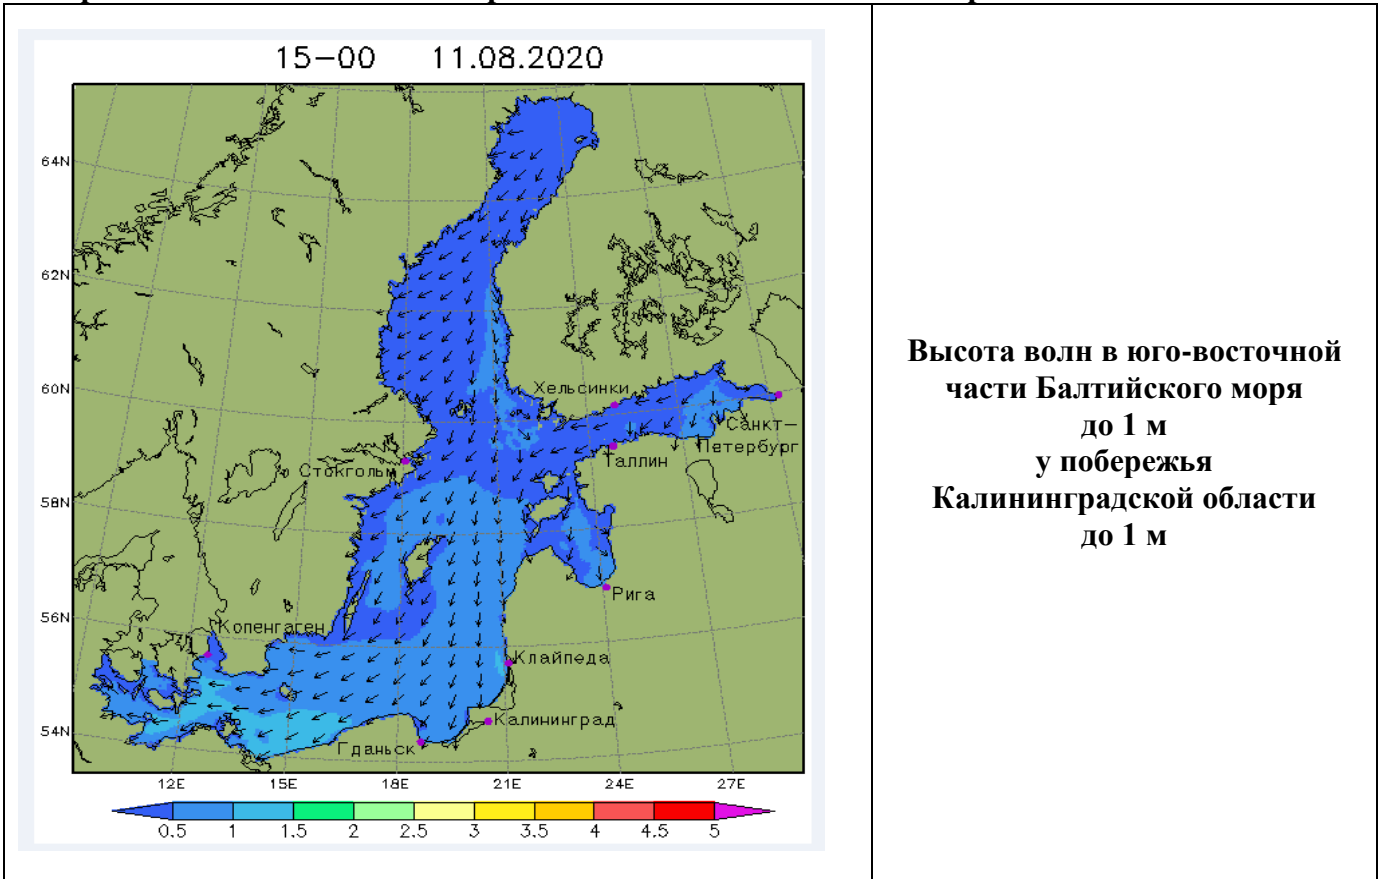 15-00 11.08.2020
64N
62N
60N
58N
56N
54N
Хельсинки
Санкт-
Петербург
Таллин
Стокгольм
Рига
Копенгаген
Клайпеда
Калининград
Гданьск
12E 15E 18E 21E 24E 27E
0.5 1 1.5 2 2.5 3 3.5 4 4.5 5
Высота волн в юго-восточной
части Балтийского моря
до 1 м
у побережья
Калининградской области
до 1 м